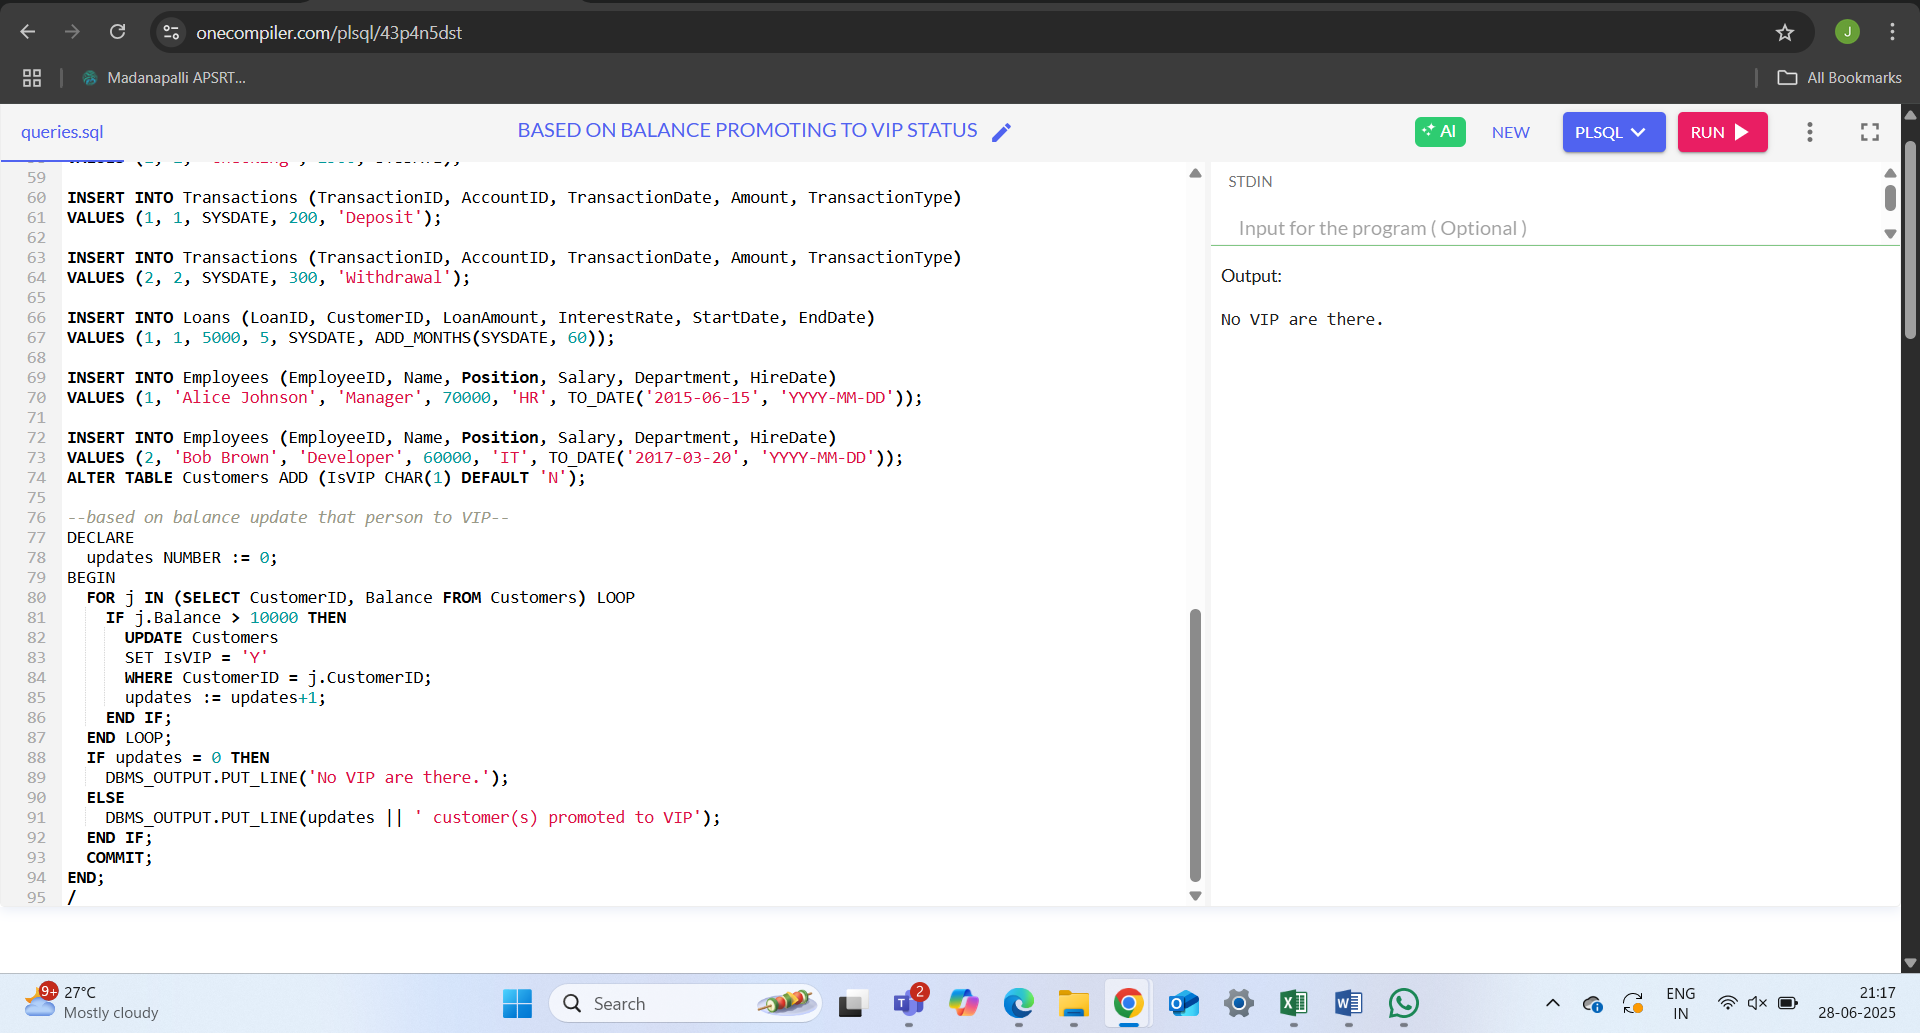 onecompiler.com/plsql/43p4n5dst
J
Madanapalli APSRT...
All Bookmarks
queries.sql
BASED ON BALANCE PROMOTING TO VIP STATUS
AI
NEW
PLSQL
RUN
59
60 INSERT INTO Transactions (TransactionID, AccountID, TransactionDate, Amount, TransactionType)
61 VALUES (1, 1, SYSDATE, 200, 'Deposit');
62
63 INSERT INTO Transactions (TransactionID, AccountID, TransactionDate, Amount, TransactionType)
64 VALUES (2, 2, SYSDATE, 300, 'Withdrawal');
65
66 INSERT INTO Loans (LoanID, CustomerID, LoanAmount, InterestRate, StartDate, EndDate)
67 VALUES (1, 1, 5000, 5, SYSDATE, ADD_MONTHS(SYSDATE, 60));
68
69 INSERT INTO Employees (EmployeeID, Name, Position, Salary, Department, HireDate)
70 VALUES (1, 'Alice Johnson', 'Manager', 70000, 'HR', TO_DATE('2015-06-15', 'YYYY-MM-DD'));
71
72 INSERT INTO Employees (EmployeeID, Name, Position, Salary, Department, HireDate)
73 VALUES (2, 'Bob Brown', 'Developer', 60000, 'IT', TO_DATE('2017-03-20', 'YYYY-MM-DD'));
74 ALTER TABLE Customers ADD (IsVIP CHAR(1) DEFAULT 'N');
75
76 --based on balance update that person to VIP--
77 DECLARE
78 updates NUMBER := 0;
79 BEGIN
80 FOR j IN (SELECT CustomerID, Balance FROM Customers) LOOP
81 IF j.Balance > 10000 THEN
82 UPDATE Customers
83 SET IsVIP = 'Y'
84 WHERE CustomerID = j.CustomerID;
85 updates := updates+1;
86 END IF;
87 END LOOP;
88 IF updates = 0 THEN
89 DBMS_OUTPUT.PUT_LINE('No VIP are there.');
90 ELSE
91 DBMS_OUTPUT.PUT_LINE(updates || ' customer(s) promoted to VIP');
92 END IF;
93 COMMIT;
94 END;
95 /
STDIN
Input for the program ( Optional )
Output:
No VIP are there.
9+
27°C
Mostly cloudy
Search
2
ENG
IN
21:17
28-06-2025